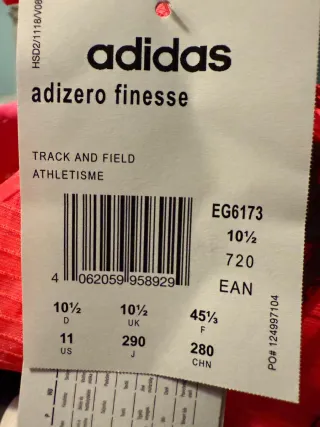 HSD2/1118/V08
adidas
adizero finesse
TRACK AND FIELD
ATHLETISME
EG6173
10½
720
EAN
4 062059 958929
10½ 10½ 45⅓
D UK F
11 290 280
US J CHN
PO# 124997104